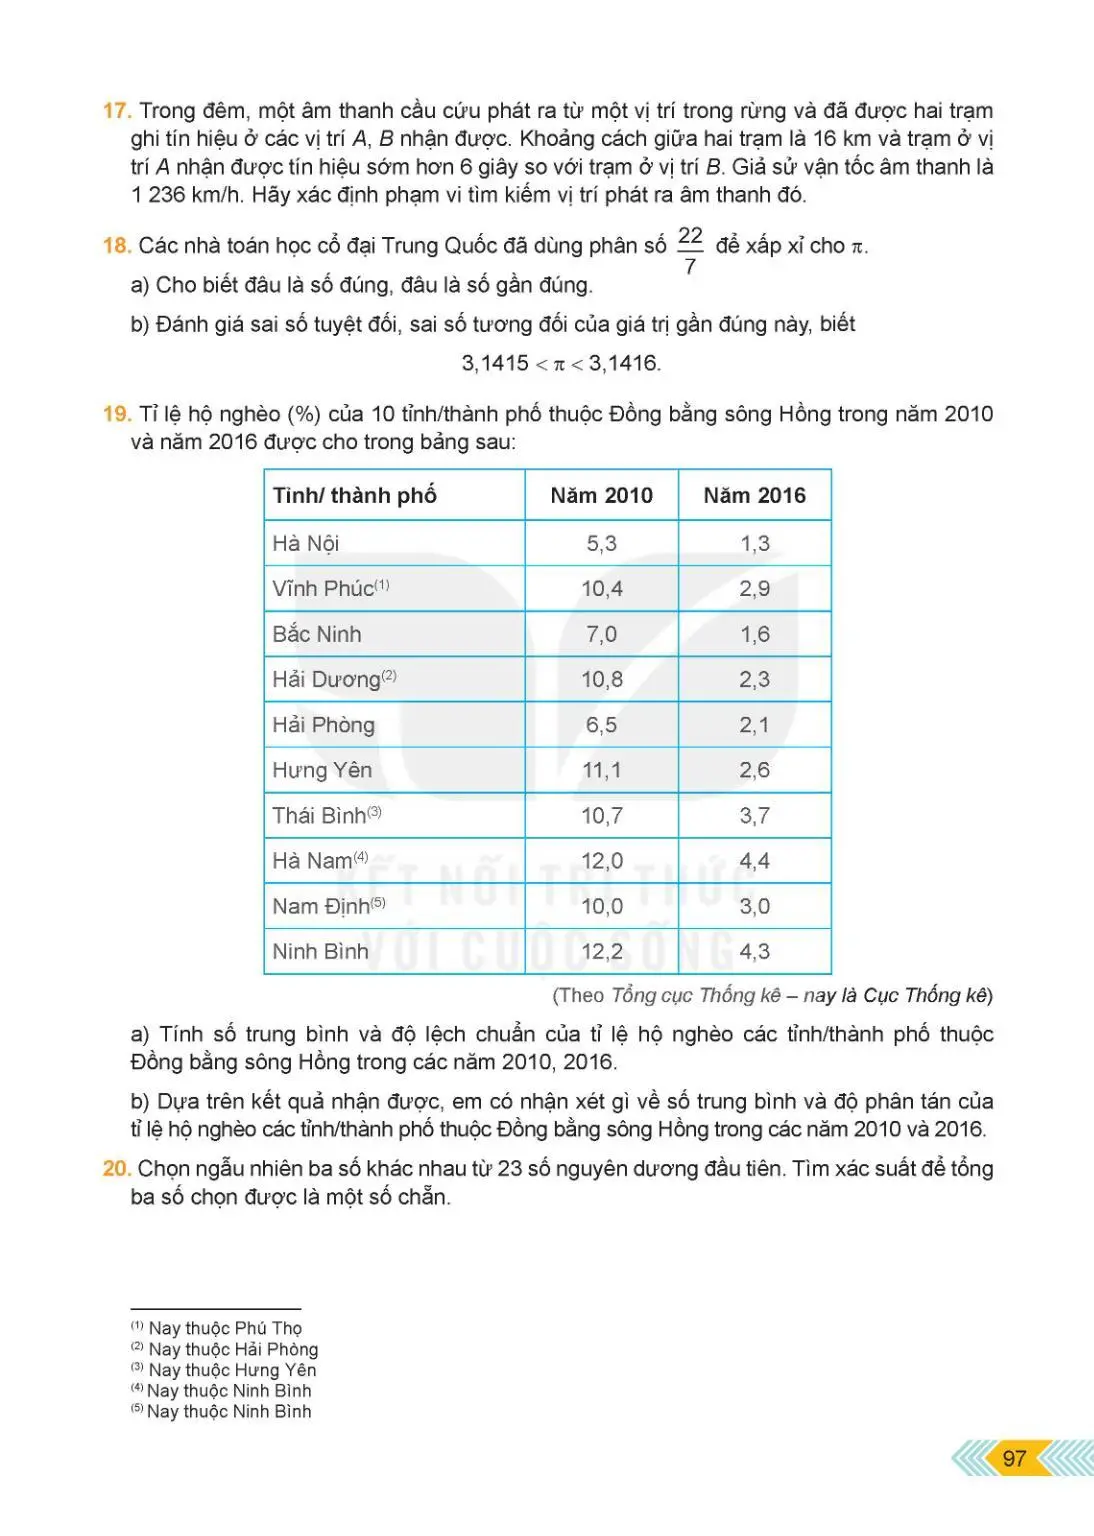 17. Trong đêm, một âm thanh cầu cứu phát ra từ một vị trí trong rừng và đã được hai trạm
ghi tín hiệu ở các vị trí A, B nhận được. Khoảng cách giữa hai trạm là 16 km và trạm ở vị
trí A nhận được tín hiệu sớm hơn 6 giây so với trạm ở vị trí B. Giả sử vận tốc âm thanh là
1 236 km/h. Hãy xác định phạm vi tìm kiếm vị trí phát ra âm thanh đó.
18. Các nhà toán học cổ đại Trung Quốc đã dùng phân số 22/7 để xấp xỉ cho π.
a) Cho biết đâu là số đúng, đâu là số gần đúng.
b) Đánh giá sai số tuyệt đối, sai số tương đối của giá trị gần đúng này, biết
3,1415 < π < 3,1416.
19. Tỉ lệ hộ nghèo (%) của 10 tỉnh/thành phố thuộc Đồng bằng sông Hồng trong năm 2010
và năm 2016 được cho trong bảng sau:
Tỉnh/ thành phố Năm 2010 Năm 2016
Hà Nội 5,3 1,3
Vĩnh Phúc(1) 10,4 2,9
Bắc Ninh 7,0 1,6
Hải Dương(2) 10,8 2,3
Hải Phòng 6,5 2,1
Hưng Yên 11,1 2,6
Thái Bình(3) 10,7 3,7
Hà Nam(4) 12,0 4,4
Nam Định(5) 10,0 3,0
Ninh Bình 12,2 4,3
KẾT NỐI TRI THỨC
VỚI CUỘC SỐNG
(Theo Tổng cục Thống kê – nay là Cục Thống kê)
a) Tính số trung bình và độ lệch chuẩn của tỉ lệ hộ nghèo các tỉnh/thành phố thuộc
Đồng bằng sông Hồng trong các năm 2010, 2016.
b) Dựa trên kết quả nhận được, em có nhận xét gì về số trung bình và độ phân tán của
tỉ lệ hộ nghèo các tỉnh/thành phố thuộc Đồng bằng sông Hồng trong các năm 2010 và 2016.
20. Chọn ngẫu nhiên ba số khác nhau từ 23 số nguyên dương đầu tiên. Tìm xác suất để tổng
ba số chọn được là một số chẵn.
(1) Nay thuộc Phú Thọ
(2) Nay thuộc Hải Phòng
(3) Nay thuộc Hưng Yên
(4) Nay thuộc Ninh Bình
(5) Nay thuộc Ninh Bình
97